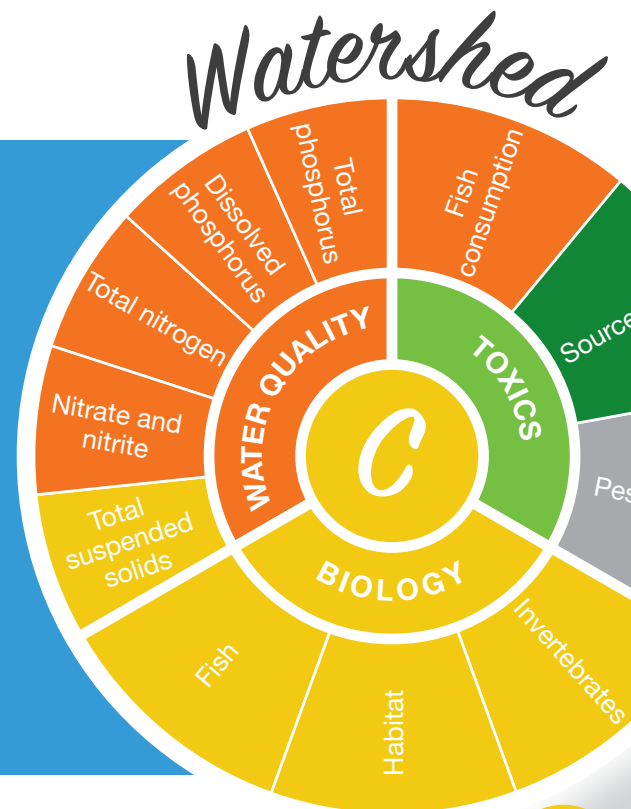 Watershed
Total
phosphorus
Dissolved
phosphorus
Total nitrogen
Nitrate and
nitrite
Total
suspended
solids
WATER QUALITY
Fish
consumption
Source
Pes
TOXICS
C
BIOLOGY
Fish
Habitat
Invertebrates